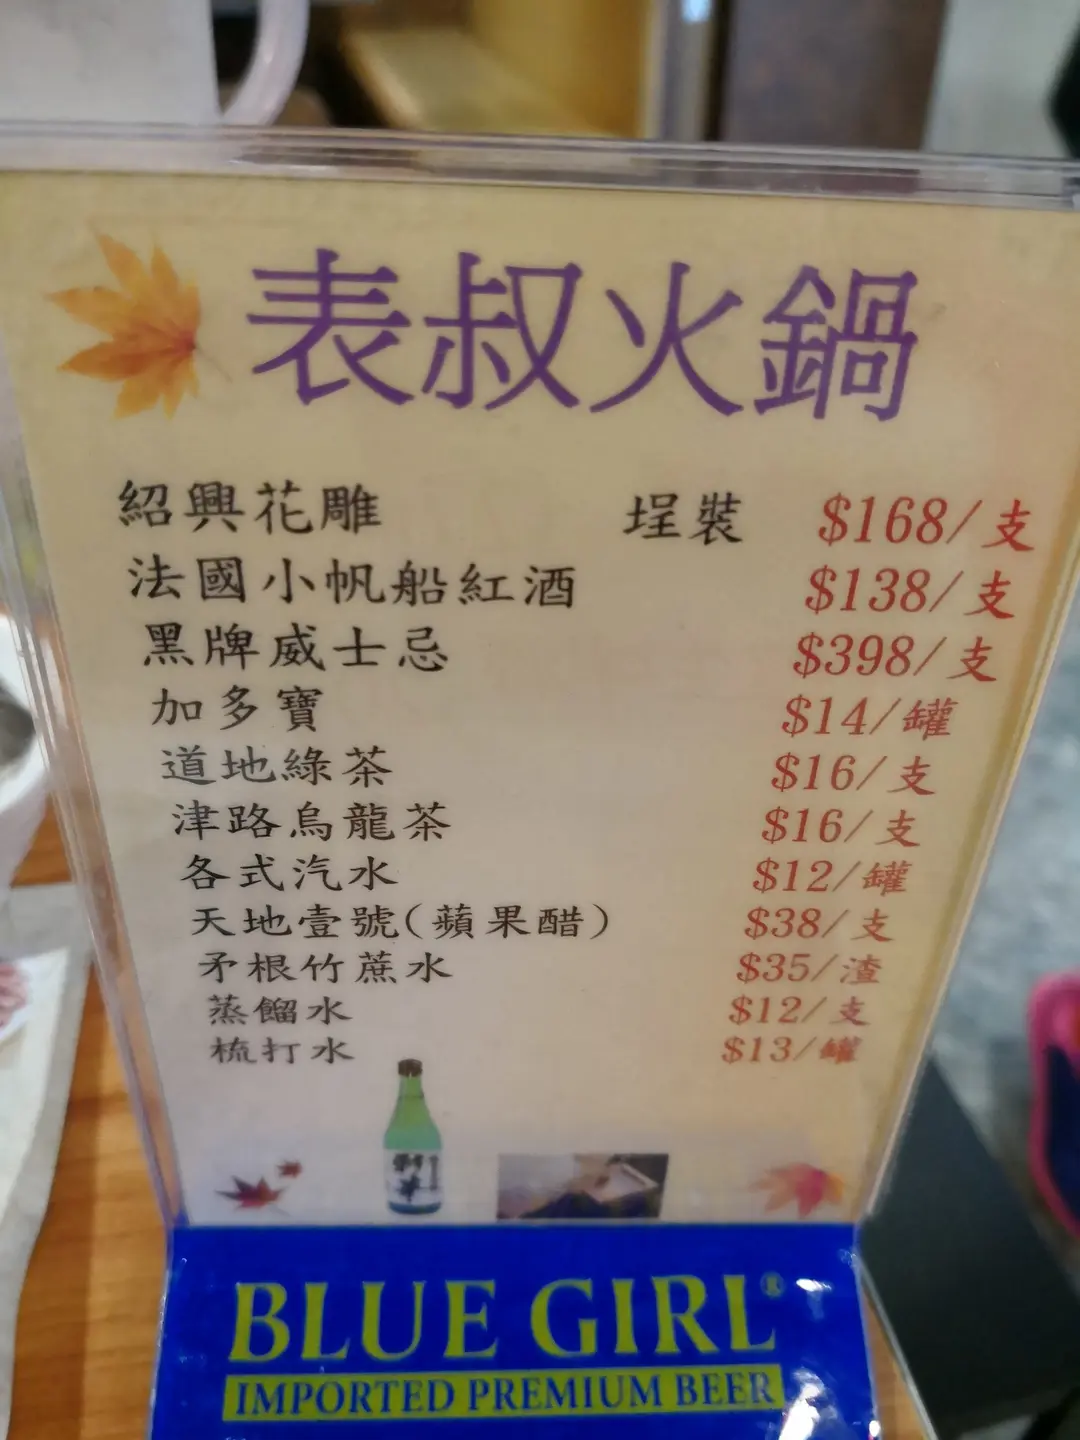 表叔火鍋
紹興花雕 埕裝 $168/支
法國小帆船紅酒 $138/支
黑牌威士忌 $398/支
加多寶 $14/罐
道地綠茶 $16/支
津路烏龍茶 $16/支
各式汽水 $12/罐
天地壹號(蘋果醋) $38/支
矛根竹蔗水 $35/渣
蒸餾水 $12/支
梳打水 $13/罐
BLUE GIRL®
IMPORTED PREMIUM BEER